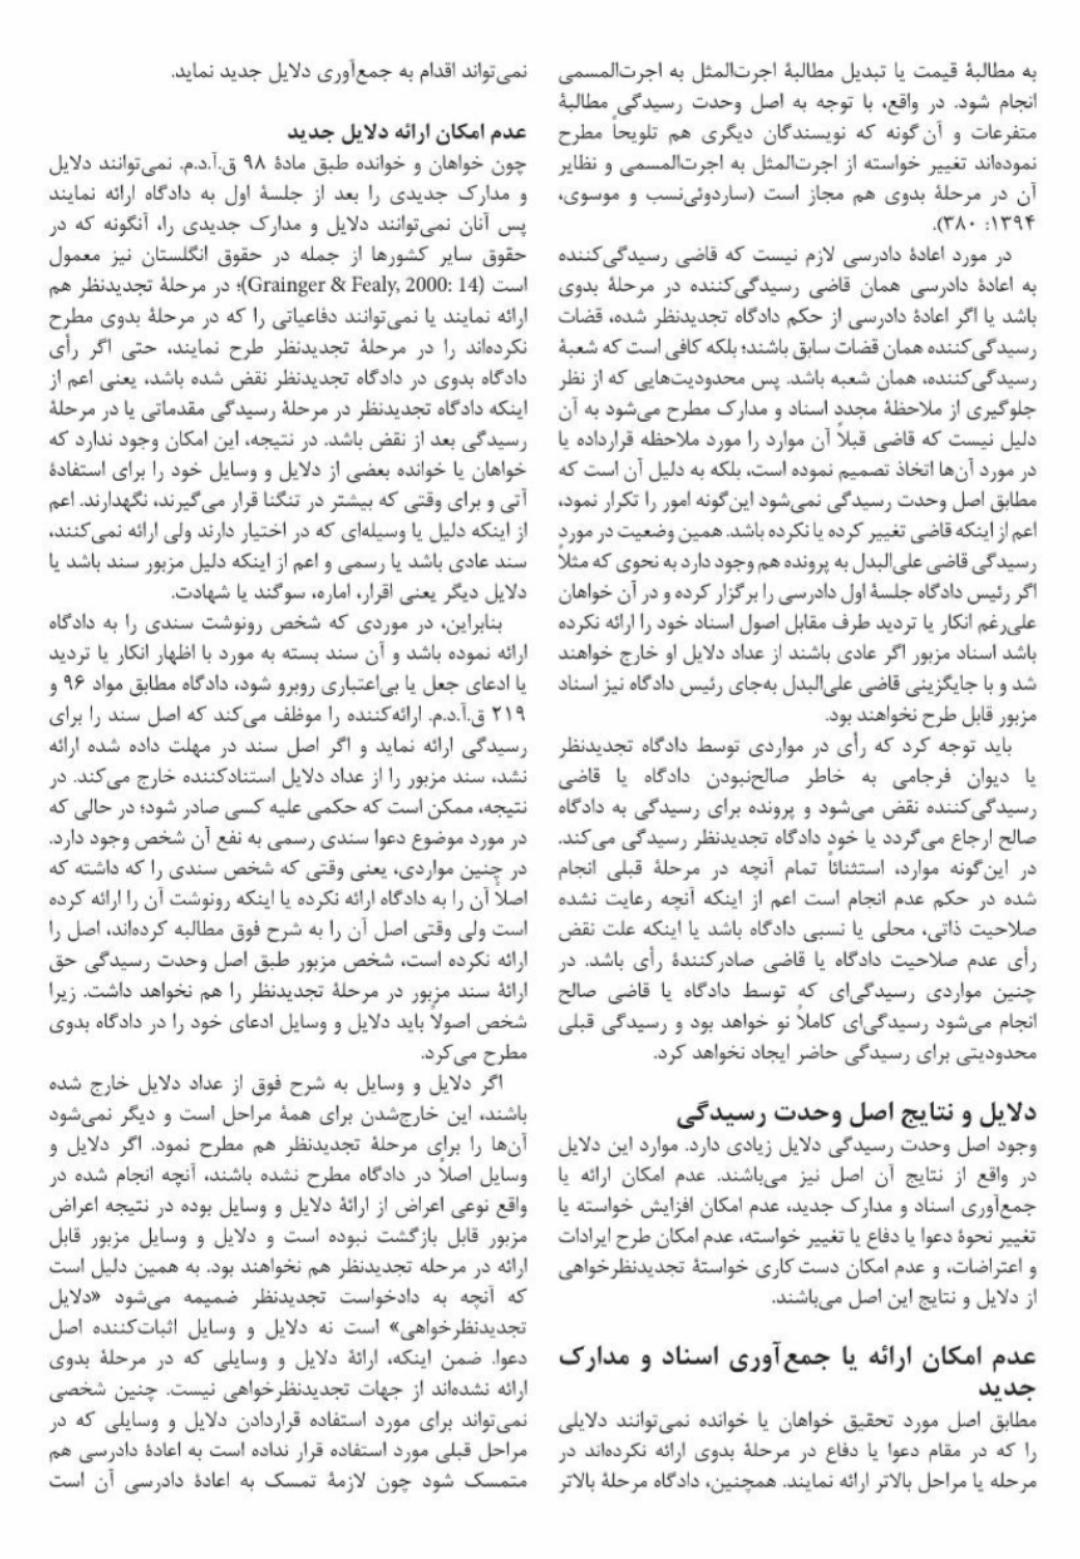 به مطالبهٔ قیمت یا تبدیل مطالبهٔ اجرت‌المثل به اجرت‌المسمی
انجام شود. در واقع، با توجه به اصل وحدت رسیدگی مطالبهٔ
متفرعات و آن گونه که نویسندگان دیگری هم تلویحاً مطرح
نموده‌اند تغییر خواسته از اجرت‌المثل به اجرت‌المسمی و نظایر
آن در مرحلهٔ بدوی هم مجاز است (ساردوئی‌نسب و موسوی،
۱۳۹۴: ۳۸۰).
در مورد اعادهٔ دادرسی لازم نیست که قاضی رسیدگی‌کننده
به اعادهٔ دادرسی همان قاضی رسیدگی‌کننده در مرحلهٔ بدوی
باشد یا اگر اعادهٔ دادرسی از حکم دادگاه تجدیدنظر شده، قضات
رسیدگی‌کننده همان قضات سابق باشند؛ بلکه کافی است که شعبهٔ
رسیدگی‌کننده، همان شعبه باشد. پس محدودیت‌هایی که از نظر
جلوگیری از ملاحظهٔ مجدد اسناد و مدارک مطرح می‌شود به آن
دلیل نیست که قاضی قبلاً آن موارد را مورد ملاحظه قرارداده یا
در مورد آن‌ها اتخاذ تصمیم نموده است، بلکه به دلیل آن است که
مطابق اصل وحدت رسیدگی نمی‌شود این‌گونه امور را تکرار نمود،
اعم از اینکه قاضی تغییر کرده یا نکرده باشد. همین وضعیت در مورد
رسیدگی قاضی علی‌البدل به پرونده هم وجود دارد به نحوی که مثلاً
اگر رئیس دادگاه جلسهٔ اول دادرسی را برگزار کرده و در آن خواهان
علی‌رغم انکار یا تردید طرف مقابل اصول اسناد خود را ارائه نکرده
باشد اسناد مزبور اگر عادی باشند از عداد دلایل او خارج خواهند
شد و با جایگزینی قاضی علی‌البدل به‌جای رئیس دادگاه نیز اسناد
مزبور قابل طرح نخواهند بود.
باید توجه کرد که رأی در مواردی توسط دادگاه تجدیدنظر
یا دیوان فرجامی به خاطر صالح‌نبودن دادگاه یا قاضی
رسیدگی‌کننده نقض می‌شود و پرونده برای رسیدگی به دادگاه
صالح ارجاع می‌گردد یا خود دادگاه تجدیدنظر رسیدگی می‌کند.
در این‌گونه موارد، استثنائاً تمام آنچه در مرحلهٔ قبلی انجام
شده در حکم عدم انجام است اعم از اینکه آنچه رعایت نشده
صلاحیت ذاتی، محلی یا نسبی دادگاه باشد یا اینکه علت نقض
رأی عدم صلاحیت دادگاه یا قاضی صادرکنندهٔ رأی باشد. در
چنین مواردی رسیدگی‌ای که توسط دادگاه یا قاضی صالح
انجام می‌شود رسیدگی‌ای کاملاً نو خواهد بود و رسیدگی قبلی
محدودیتی برای رسیدگی حاضر ایجاد نخواهد کرد.
دلایل و نتایج اصل وحدت رسیدگی
وجود اصل وحدت رسیدگی دلایل زیادی دارد. موارد این دلایل
در واقع از نتایج آن اصل نیز می‌باشند. عدم امکان ارائه یا
جمع‌آوری اسناد و مدارک جدید، عدم امکان افزایش خواسته یا
تغییر نحوهٔ دعوا یا دفاع یا تغییر خواسته، عدم امکان طرح ایرادات
و اعتراضات، و عدم امکان دست کاری خواستهٔ تجدیدنظرخواهی
از دلایل و نتایج این اصل می‌باشند.
عدم امکان ارائه یا جمع‌آوری اسناد و مدارک
جدید
مطابق اصل مورد تحقیق خواهان یا خوانده نمی‌توانند دلایلی
را که در مقام دعوا یا دفاع در مرحلهٔ بدوی ارائه نکرده‌اند در
مرحله یا مراحل بالاتر ارائه نمایند. همچنین، دادگاه مرحلهٔ بالاتر
نمی‌تواند اقدام به جمع‌آوری دلایل جدید نماید.
عدم امکان ارائه دلایل جدید
چون خواهان و خوانده طبق مادهٔ ۹۸ ق.آ.د.م. نمی‌توانند دلایل
و مدارک جدیدی را بعد از جلسهٔ اول به دادگاه ارائه نمایند
پس آنان نمی‌توانند دلایل و مدارک جدیدی را، آنگونه که در
حقوق سایر کشورها از جمله در حقوق انگلستان نیز معمول
است (Grainger & Fealy, 2000: 14)؛ در مرحلهٔ تجدیدنظر هم
ارائه نمایند یا نمی‌توانند دفاعیاتی را که در مرحلهٔ بدوی مطرح
نکرده‌اند را در مرحلهٔ تجدیدنظر طرح نمایند، حتی اگر رأی
دادگاه بدوی در دادگاه تجدیدنظر نقض شده باشد، یعنی اعم از
اینکه دادگاه تجدیدنظر در مرحلهٔ رسیدگی مقدماتی یا در مرحلهٔ
رسیدگی بعد از نقض باشد. در نتیجه، این امکان وجود ندارد که
خواهان یا خوانده بعضی از دلایل و وسایل خود را برای استفادهٔ
آتی و برای وقتی که بیشتر در تنگنا قرار می‌گیرند، نگهدارند. اعم
از اینکه دلیل یا وسیله‌ای که در اختیار دارند ولی ارائه نمی‌کنند،
سند عادی باشد یا رسمی و اعم از اینکه دلیل مزبور سند باشد یا
دلایل دیگر یعنی اقرار، اماره، سوگند یا شهادت.
بنابراین، در موردی که شخص رونوشت سندی را به دادگاه
ارائه نموده باشد و آن سند بسته به مورد با اظهار انکار یا تردید
یا ادعای جعل یا بی‌اعتباری روبرو شود، دادگاه مطابق مواد ۹۶ و
۲۱۹ ق.آ.د.م. ارائه‌کننده را موظف می‌کند که اصل سند را برای
رسیدگی ارائه نماید و اگر اصل سند در مهلت داده شده ارائه
نشد، سند مزبور را از عداد دلایل استنادکننده خارج می‌کند. در
نتیجه، ممکن است که حکمی علیه کسی صادر شود؛ در حالی که
در مورد موضوع دعوا سندی رسمی به نفع آن شخص وجود دارد.
در چنین مواردی، یعنی وقتی که شخص سندی را که داشته که
اصلاً آن را به دادگاه ارائه نکرده یا اینکه رونوشت آن را ارائه کرده
است ولی وقتی اصل آن را به شرح فوق مطالبه کرده‌اند، اصل را
ارائه نکرده است، شخص مزبور طبق اصل وحدت رسیدگی حق
ارائهٔ سند مزبور در مرحلهٔ تجدیدنظر را هم نخواهد داشت. زیرا
شخص اصولاً باید دلایل و وسایل ادعای خود را در دادگاه بدوی
مطرح می‌کرد.
اگر دلایل و وسایل به شرح فوق از عداد دلایل خارج شده
باشند، این خارج‌شدن برای همهٔ مراحل است و دیگر نمی‌شود
آن‌ها را برای مرحلهٔ تجدیدنظر هم مطرح نمود. اگر دلایل و
وسایل اصلاً در دادگاه مطرح نشده باشند، آنچه انجام شده در
واقع نوعی اعراض از ارائهٔ دلایل و وسایل بوده در نتیجه اعراض
مزبور قابل بازگشت نبوده است و دلایل و وسایل مزبور قابل
ارائه در مرحله تجدیدنظر هم نخواهند بود. به همین دلیل است
که آنچه به دادخواست تجدیدنظر ضمیمه می‌شود «دلایل
تجدیدنظرخواهی» است نه دلایل و وسایل اثبات‌کننده اصل
دعوا. ضمن اینکه، ارائهٔ دلایل و وسایلی که در مرحلهٔ بدوی
ارائه نشده‌اند از جهات تجدیدنظرخواهی نیست. چنین شخصی
نمی‌تواند برای مورد استفاده قراردادن دلایل و وسایلی که در
مراحل قبلی مورد استفاده قرار نداده است به اعادهٔ دادرسی هم
متمسک شود چون لازمهٔ تمسک به اعادهٔ دادرسی آن است